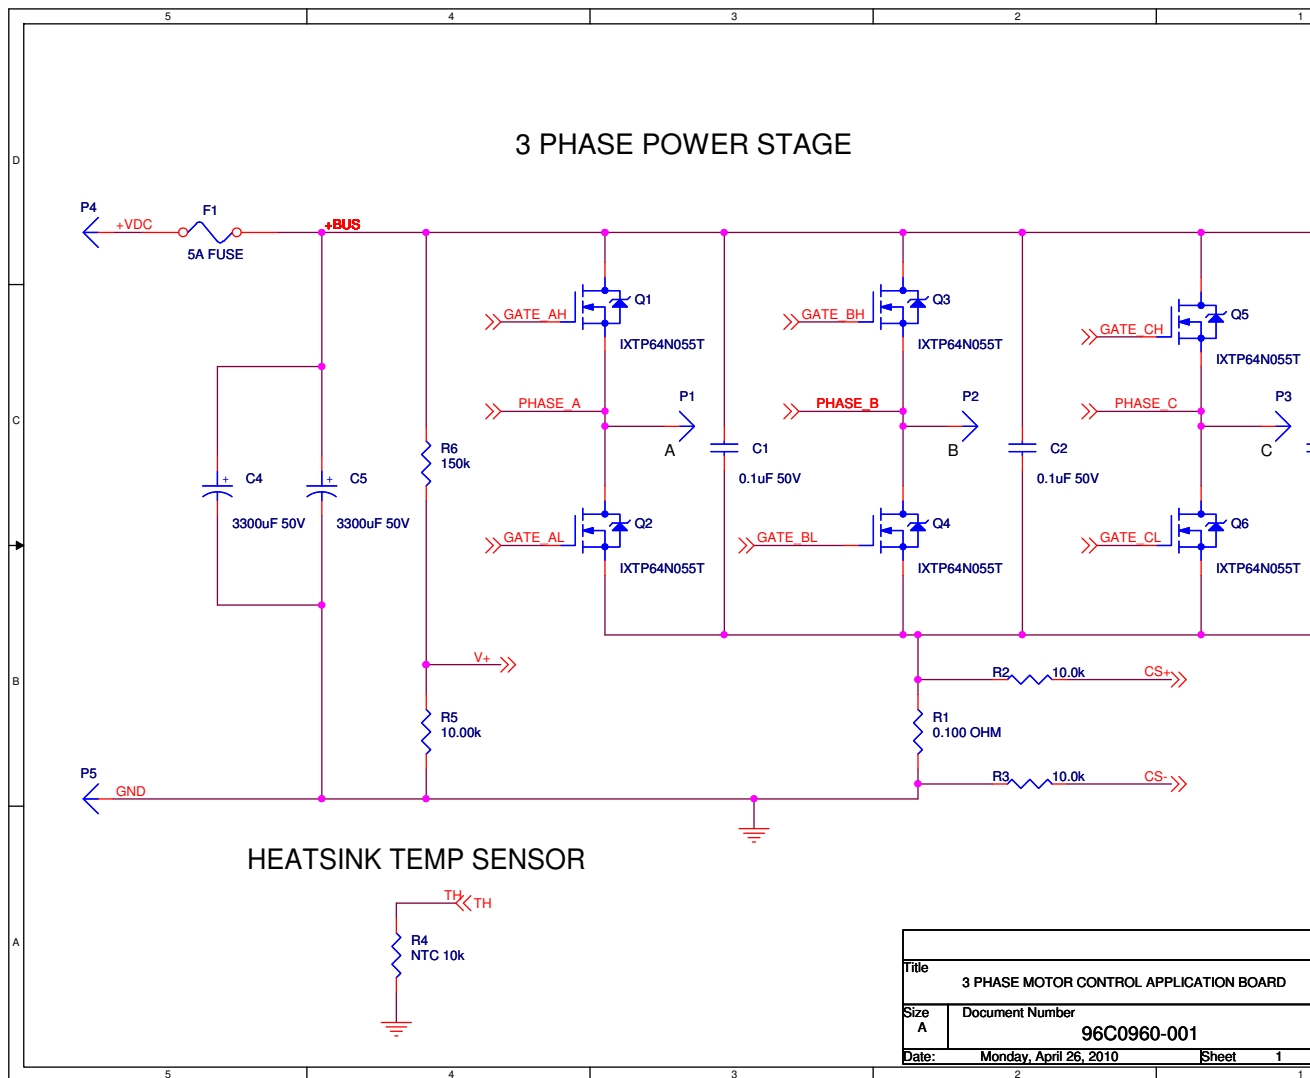 5 4 3 2 1
3 PHASE POWER STAGE
D
P4
+VDC
F1
5A FUSE
+BUS
GATE_AH
Q1
IXTP64N055T
GATE_BH
Q3
IXTP64N055T
GATE_CH
Q5
IXTP64N055T
C
PHASE_A
P1
A
PHASE_B
P2
B
PHASE_C
P3
C
R6
150k
C1
0.1uF 50V
C2
0.1uF 50V
+ C4
3300uF 50V
+ C5
3300uF 50V
GATE_AL
Q2
IXTP64N055T
GATE_BL
Q4
IXTP64N055T
GATE_CL
Q6
IXTP64N055T
V+
B
R2 10.0k CS+
R5
10.00k
R1
0.100 OHM
R3 10.0k CS-
P5
GND
HEATSINK TEMP SENSOR
TH
TH
A
R4
NTC 10k
Title
3 PHASE MOTOR CONTROL APPLICATION BOARD
Size
A
Document Number
96C0960-001
Date: Monday, April 26, 2010 Sheet 1
5 4 3 2 1